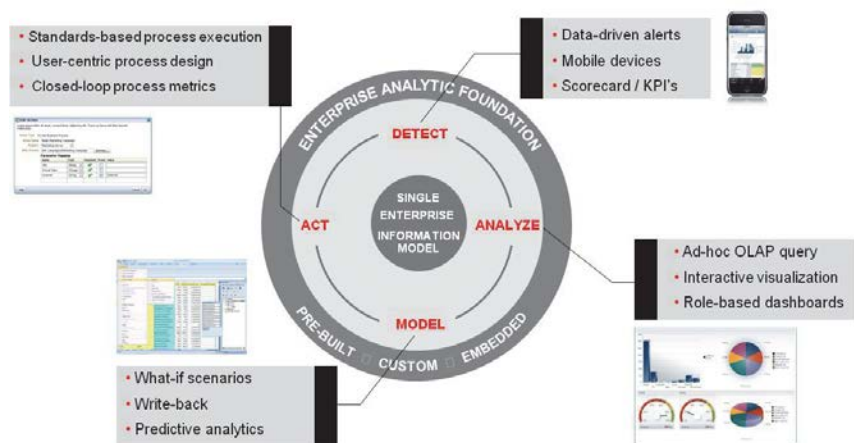 • Standards-based process execution
• User-centric process design
• Closed-loop process metrics
• Data-driven alerts
• Mobile devices
• Scorecard / KPI's
ENTERPRISE ANALYTIC FOUNDATION
DETECT
ACT
SINGLE
ENTERPRISE
INFORMATION
MODEL
ANALYZE
MODEL
PRE-BUILT □ CUSTOM □ EMBEDDED
• Ad-hoc OLAP query
• Interactive visualization
• Role-based dashboards
• What-if scenarios
• Write-back
• Predictive analytics